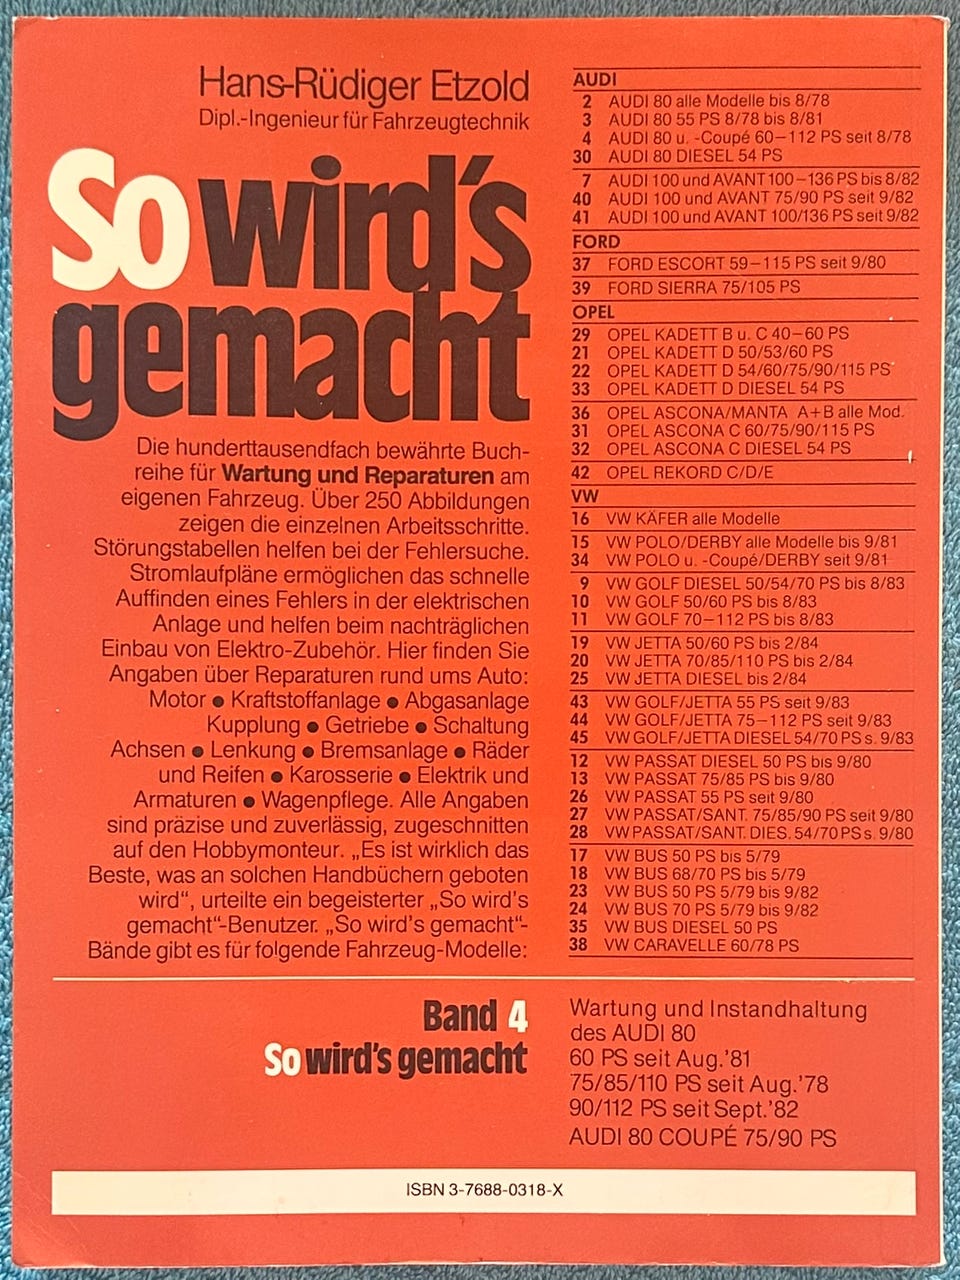 Hans-Rüdiger Etzold
Dipl.-Ingenieur für Fahrzeugtechnik
So wird's
gemacht
Die hunderttausendfach bewährte Buch-
reihe für Wartung und Reparaturen am
eigenen Fahrzeug. Über 250 Abbildungen
zeigen die einzelnen Arbeitsschritte.
Störungstabellen helfen bei der Fehlersuche.
Stromlaufpläne ermöglichen das schnelle
Auffinden eines Fehlers in der elektrischen
Anlage und helfen beim nachträglichen
Einbau von Elektro-Zubehör. Hier finden Sie
Angaben über Reparaturen rund ums Auto:
Motor ● Kraftstoffanlage ● Abgasanlage
Kupplung ● Getriebe ● Schaltung
Achsen ● Lenkung ● Bremsanlage ● Räder
und Reifen ● Karosserie ● Elektrik und
Armaturen ● Wagenpflege. Alle Angaben
sind präzise und zuverlässig, zugeschnitten
auf den Hobbymonteur. „Es ist wirklich das
Beste, was an solchen Handbüchern geboten
wird“, urteilte ein begeisterter „So wird's
gemacht“-Benutzer. „So wird's gemacht“-
Bände gibt es für folgende Fahrzeug-Modelle:
AUDI
2 AUDI 80 alle Modelle bis 8/78
3 AUDI 80 55 PS 8/78 bis 8/81
4 AUDI 80 u. -Coupé 60–112 PS seit 8/78
30 AUDI 80 DIESEL 54 PS
7 AUDI 100 und AVANT 100–136 PS bis 8/82
40 AUDI 100 und AVANT 75/90 PS seit 9/82
41 AUDI 100 und AVANT 100/136 PS seit 9/82
FORD
37 FORD ESCORT 59–115 PS seit 9/80
39 FORD SIERRA 75/105 PS
OPEL
29 OPEL KADETT B u. C 40–60 PS
21 OPEL KADETT D 50/53/60 PS
22 OPEL KADETT D 54/60/75/90/115 PS
33 OPEL KADETT D DIESEL 54 PS
36 OPEL ASCONA/MANTA A+B alle Mod.
31 OPEL ASCONA C 60/75/90/115 PS
32 OPEL ASCONA C DIESEL 54 PS
42 OPEL REKORD C/D/E
VW
16 VW KÄFER alle Modelle
15 VW POLO/DERBY alle Modelle bis 9/81
34 VW POLO u. -Coupé/DERBY seit 9/81
9 VW GOLF DIESEL 50/54/70 PS bis 8/83
10 VW GOLF 50/60 PS bis 8/83
11 VW GOLF 70–112 PS bis 8/83
19 VW JETTA 50/60 PS bis 2/84
20 VW JETTA 70/85/110 PS bis 2/84
25 VW JETTA DIESEL bis 2/84
43 VW GOLF/JETTA 55 PS seit 9/83
44 VW GOLF/JETTA 75–112 PS seit 9/83
45 VW GOLF/JETTA DIESEL 54/70 PS s. 9/83
12 VW PASSAT DIESEL 50 PS bis 9/80
13 VW PASSAT 75/85 PS bis 9/80
26 VW PASSAT 55 PS seit 9/80
27 VW PASSAT/SANT. 75/85/90 PS seit 9/80
28 VW PASSAT/SANT. DIES. 54/70 PS s. 9/80
17 VW BUS 50 PS bis 5/79
18 VW BUS 68/70 PS bis 5/79
23 VW BUS 50 PS 5/79 bis 9/82
24 VW BUS 70 PS 5/79 bis 9/82
35 VW BUS DIESEL 50 PS
38 VW CARAVELLE 60/78 PS
Band 4
So wird's gemacht
Wartung und Instandhaltung
des AUDI 80
60 PS seit Aug.'81
75/85/110 PS seit Aug.'78
90/112 PS seit Sept.'82
AUDI 80 COUPÉ 75/90 PS
ISBN 3-7688-0318-X